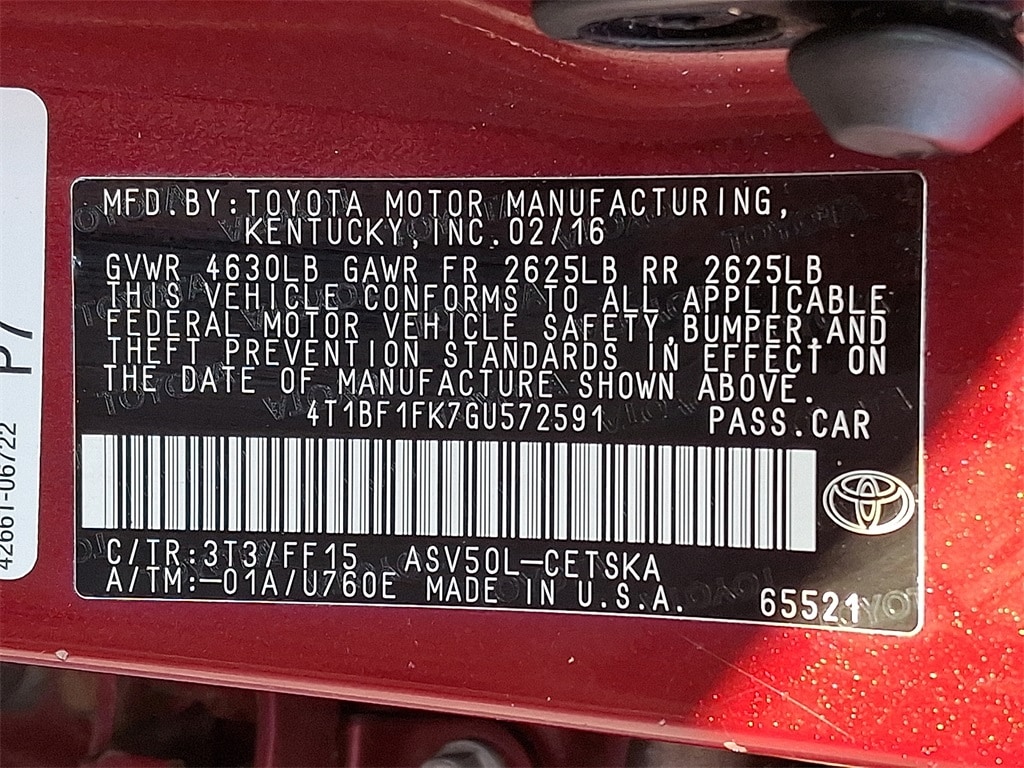 MFD.BY:TOYOTA MOTOR MANUFACTURING,
KENTUCKY,INC.02/16
GVWR 4630LB GAWR FR 2625LB RR 2625LB
THIS VEHICLE CONFORMS TO ALL APPLICABLE
FEDERAL MOTOR VEHICLE SAFETY,BUMPER,AND
THEFT PREVENTION STANDARDS IN EFFECT ON
THE DATE OF MANUFACTURE SHOWN ABOVE.
4T1BF1FK7GU572591 PASS.CAR
C/TR:3T3/FF15 ASV50L-CETSKA
A/TM:-01A/U760E MADE IN U.S.A. 65521
P7
42661-06722